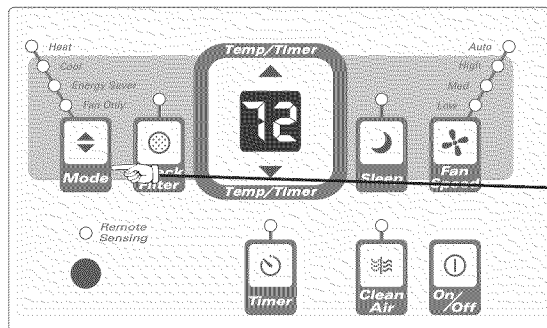 Heat
Cool
Energy Saver
Fan Only
Mode
Filter
Temp/Timer
72
Temp/Timer
Sleep
Auto
High
Med
Low
Fan
Speed
Remote
Sensing
Timer
Clean
Air
On/
/Off